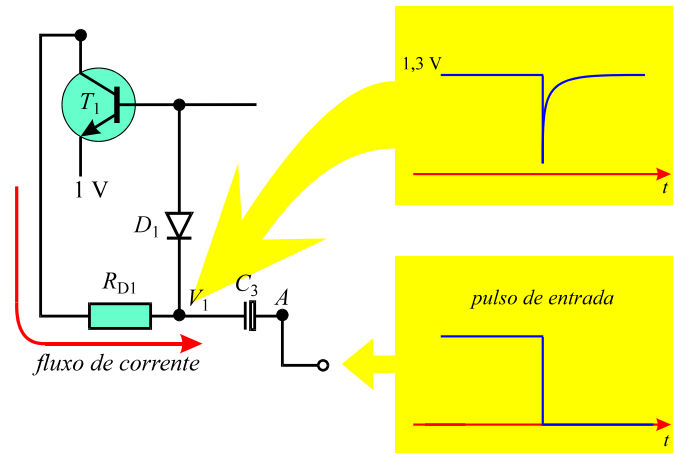 T1
1 V
D1
RD1
V1
C3
A
fluxo de corrente
1,3 V
t
pulso de entrada
t